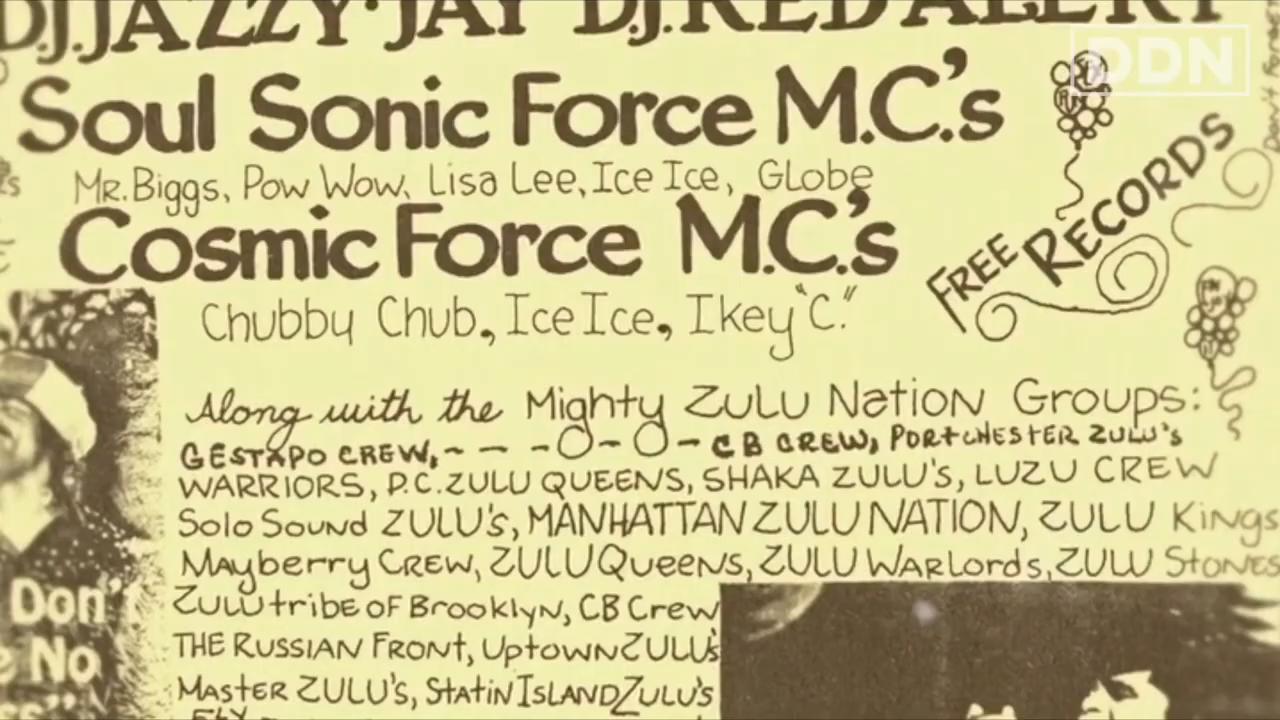 D.J. JAZZY JAY D.J. RED ALERT
DDN
Soul Sonic Force M.C.'s
Mr. Biggs, Pow Wow, Lisa Lee, Ice Ice, Globe
Cosmic Force M.C.'s
FREE RECORDS
Chubby Chub, Ice Ice, Ikey "C."
Along with the Mighty ZULU Nation Groups:
GESTAPO CREW, CB CREW, PORTCHESTER ZULU'S
WARRIORS, P.C. ZULU QUEENS, SHAKA ZULU'S, LUZU CREW
Solo Sound ZULU's, MANHATTAN ZULU NATION, ZULU Kings
Mayberry CREW, ZULU Queens, ZULU Warlords, ZULU Stones
Zulu tribe of Brooklyn, CB Crew
THE RUSSIAN FRONT, Uptown ZULU's
MASTER ZULU's, Statin Island Zulu's
Don'
No